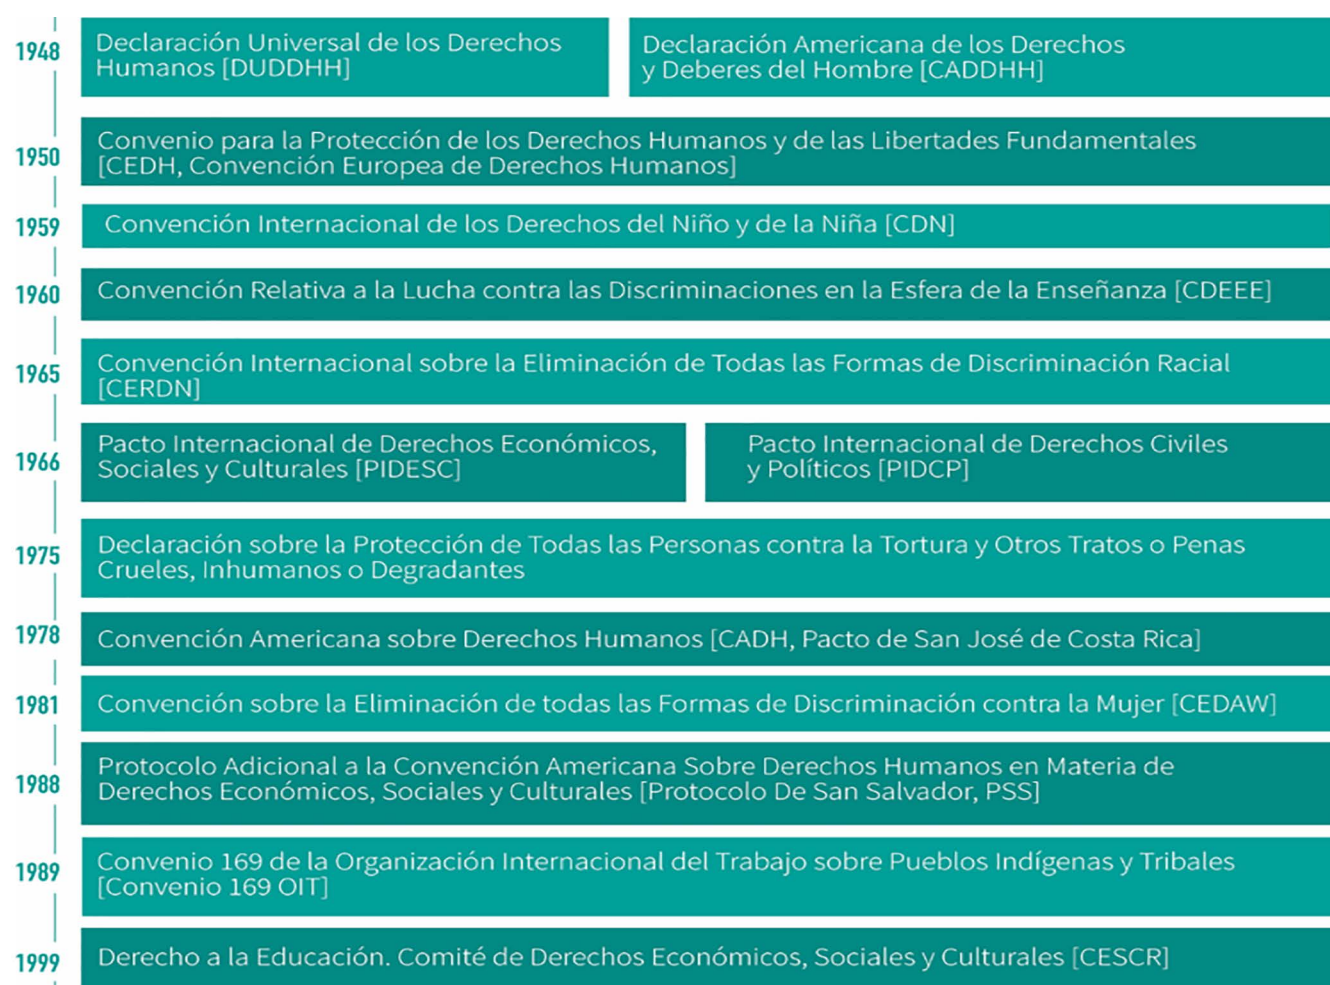 1948
Declaración Universal de los Derechos
Humanos [DUDDHH]
Declaración Americana de los Derechos
y Deberes del Hombre [CADDHH]
1950
Convenio para la Protección de los Derechos Humanos y de las Libertades Fundamentales
[CEDH, Convención Europea de Derechos Humanos]
1959
Convención Internacional de los Derechos del Niño y de la Niña [CDN]
1960
Convención Relativa a la Lucha contra las Discriminaciones en la Esfera de la Enseñanza [CDEEE]
1965
Convención Internacional sobre la Eliminación de Todas las Formas de Discriminación Racial
[CERDN]
1966
Pacto Internacional de Derechos Económicos,
Sociales y Culturales [PIDESC]
Pacto Internacional de Derechos Civiles
y Políticos [PIDCP]
1975
Declaración sobre la Protección de Todas las Personas contra la Tortura y Otros Tratos o Penas
Crueles, Inhumanos o Degradantes
1978
Convención Americana sobre Derechos Humanos [CADH, Pacto de San José de Costa Rica]
1981
Convención sobre la Eliminación de todas las Formas de Discriminación contra la Mujer [CEDAW]
1988
Protocolo Adicional a la Convención Americana Sobre Derechos Humanos en Materia de
Derechos Económicos, Sociales y Culturales [Protocolo De San Salvador, PSS]
1989
Convenio 169 de la Organización Internacional del Trabajo sobre Pueblos Indígenas y Tribales
[Convenio 169 OIT]
1999
Derecho a la Educación. Comité de Derechos Económicos, Sociales y Culturales [CESCR]